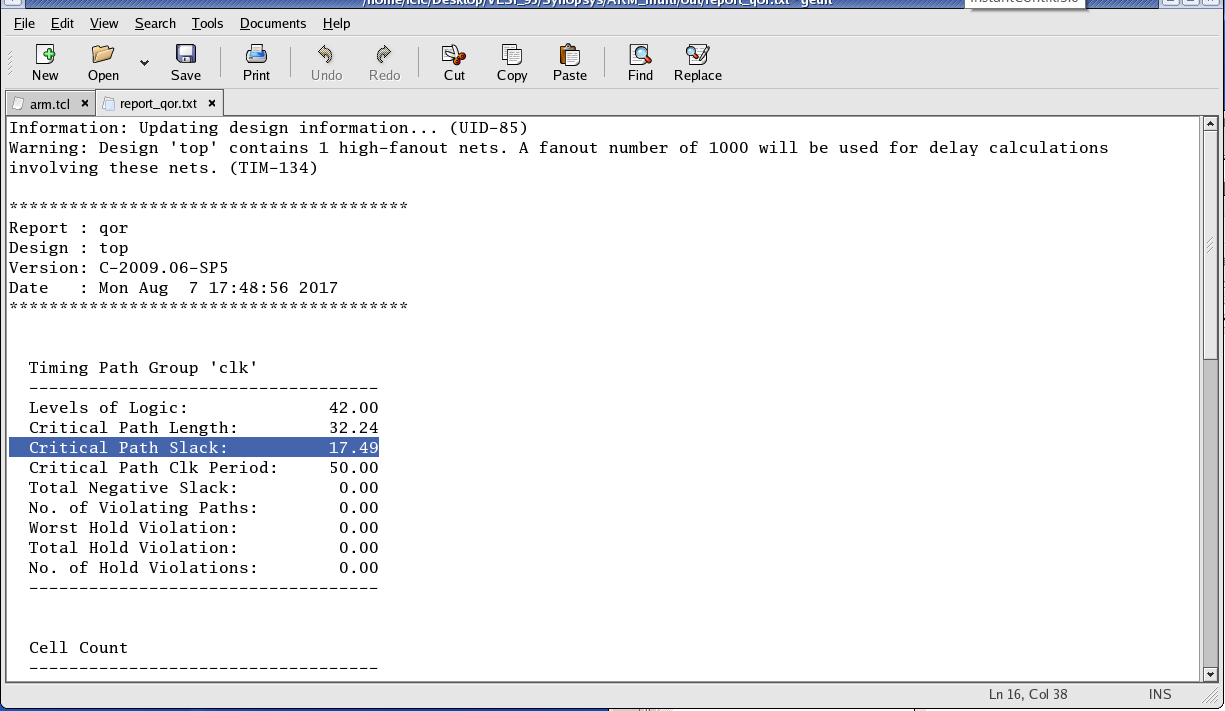 /home/icic/Desktop/VLSI_95/Synopsys/ARM_multi/out/report_qor.txt - gedit
File Edit View Search Tools Documents Help
New Open Save Print Undo Redo Cut Copy Paste Find Replace
arm.tcl report_qor.txt
Information: Updating design information... (UID-85)
Warning: Design 'top' contains 1 high-fanout nets. A fanout number of 1000 will be used for delay calculations
involving these nets. (TIM-134)
****************************************
Report : qor
Design : top
Version: C-2009.06-SP5
Date   : Mon Aug  7 17:48:56 2017
****************************************
Timing Path Group 'clk'
-----------------------------------
Levels of Logic: 42.00
Critical Path Length: 32.24
Critical Path Slack: 17.49
Critical Path Clk Period: 50.00
Total Negative Slack: 0.00
No. of Violating Paths: 0.00
Worst Hold Violation: 0.00
Total Hold Violation: 0.00
No. of Hold Violations: 0.00
-----------------------------------
Cell Count
-----------------------------------
Ln 16, Col 38 INS